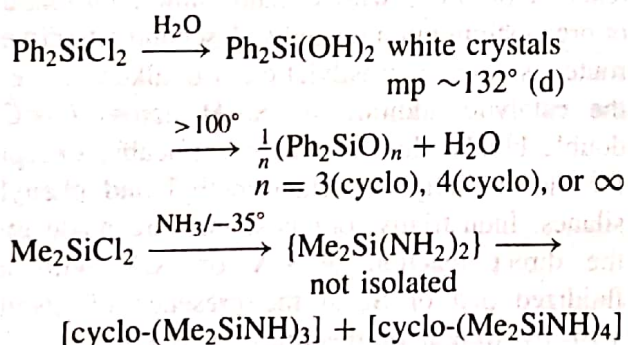 Ph₂SiCl₂ —H₂O→ Ph₂Si(OH)₂ white crystals
mp ~132° (d)
—>100°→ 1/n (Ph₂SiO)ₙ + H₂O
n = 3(cyclo), 4(cyclo), or ∞
Me₂SiCl₂ —NH₃/−35°→ {Me₂Si(NH₂)₂} →
not isolated
[cyclo-(Me₂SiNH)₃] + [cyclo-(Me₂SiNH)₄]